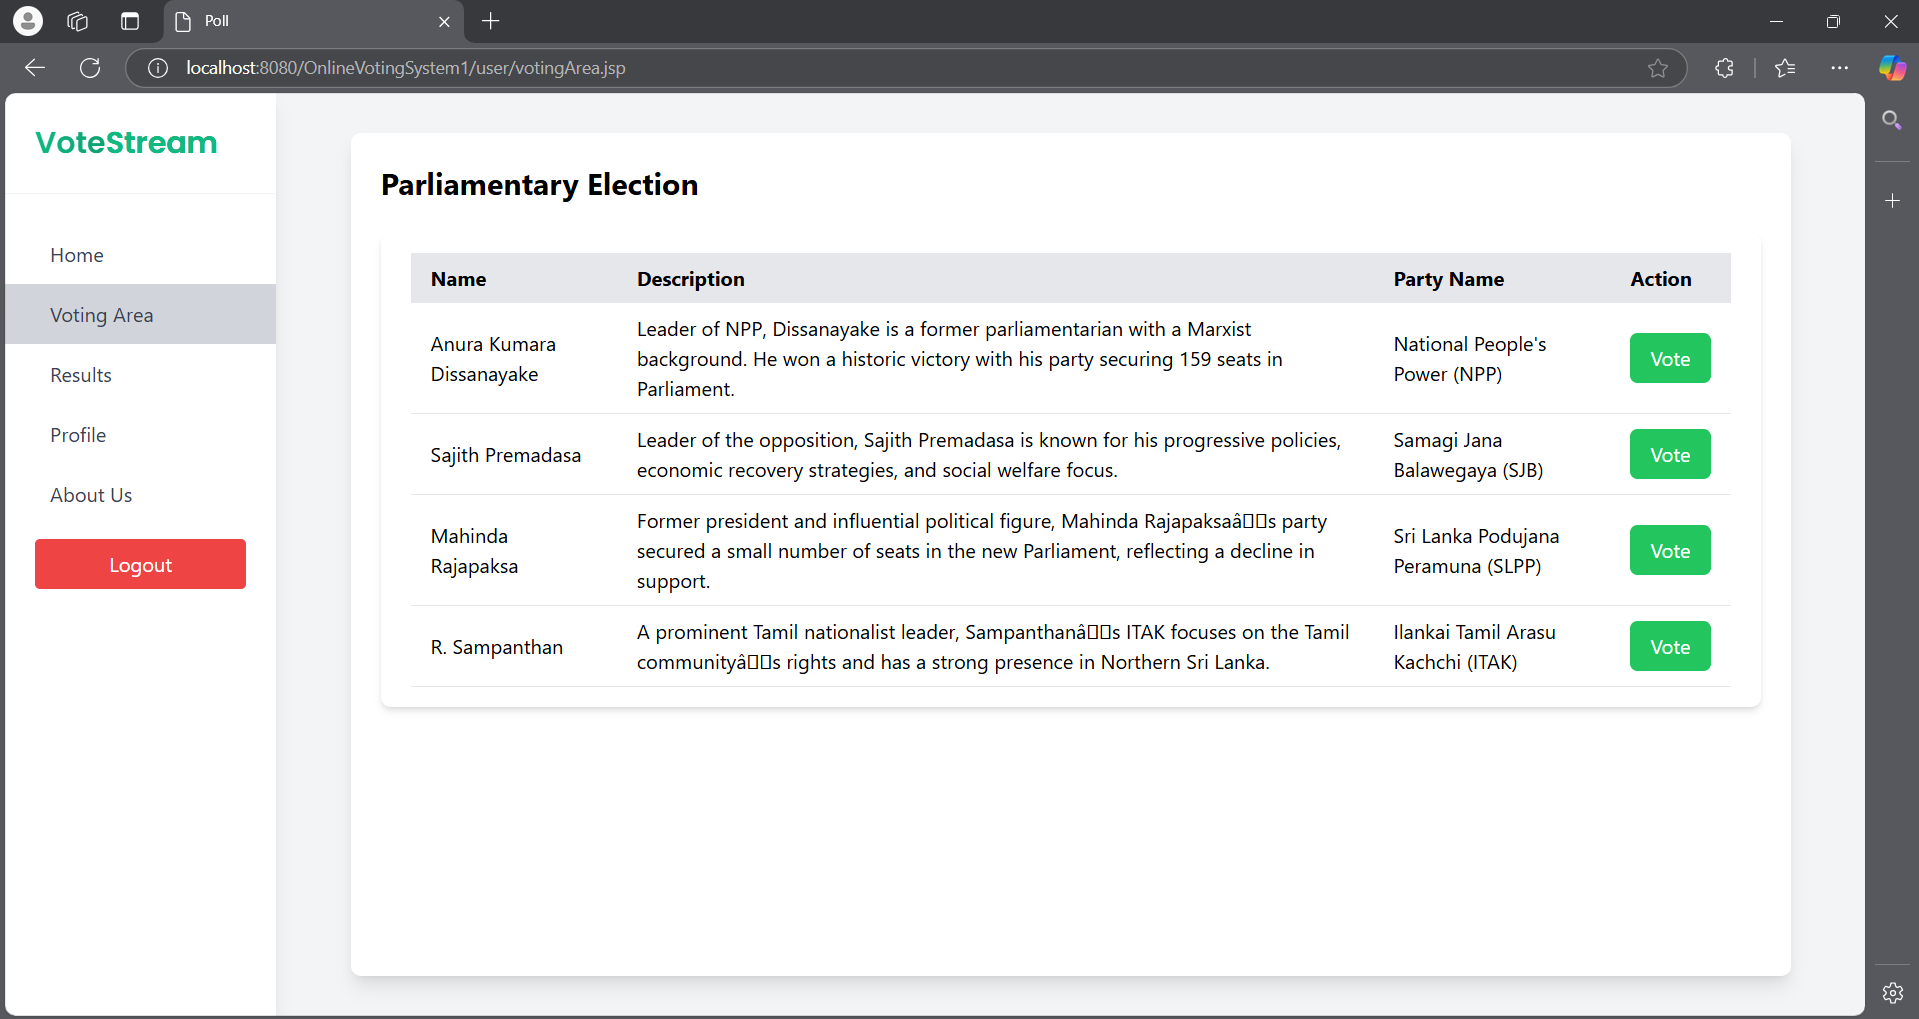 Poll
localhost:8080/OnlineVotingSystem1/user/votingArea.jsp
VoteStream
Home
Voting Area
Results
Profile
About Us
Logout
Parliamentary Election
Name Description Party Name Action
Anura Kumara
Dissanayake
Leader of NPP, Dissanayake is a former parliamentarian with a Marxist
background. He won a historic victory with his party securing 159 seats in
Parliament.
National People's
Power (NPP)
Vote
Sajith Premadasa
Leader of the opposition, Sajith Premadasa is known for his progressive policies,
economic recovery strategies, and social welfare focus.
Samagi Jana
Balawegaya (SJB)
Vote
Mahinda
Rajapaksa
Former president and influential political figure, Mahinda Rajapaksaâ▯▯s party
secured a small number of seats in the new Parliament, reflecting a decline in
support.
Sri Lanka Podujana
Peramuna (SLPP)
Vote
R. Sampanthan
A prominent Tamil nationalist leader, Sampanthanâ▯▯s ITAK focuses on the Tamil
communityâ▯▯s rights and has a strong presence in Northern Sri Lanka.
Ilankai Tamil Arasu
Kachchi (ITAK)
Vote